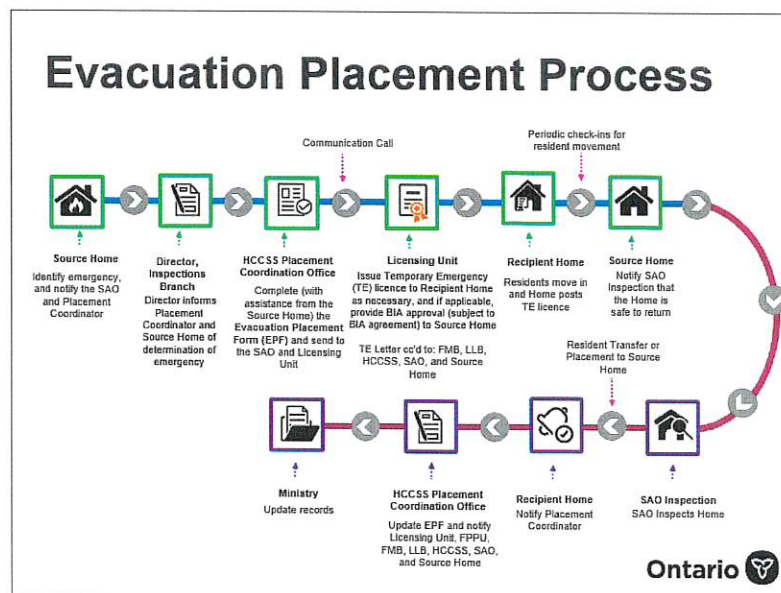 Evacuation Placement Process
Communication Call
Periodic check-ins for
resident movement
Source Home
Identify emergency,
and notify the SAO
and Placement
Coordinator
Director,
Inspections
Branch
Director informs
Placement
Coordinator and
Source Home of
determination of
emergency
HCCSS Placement
Coordination Office
Complete (with
assistance from the
Source Home) the
Evacuation Placement
Form (EPF) and send to
the SAO and Licensing
Unit
Licensing Unit
Issue Temporary Emergency
(TE) licence to Recipient Home
as necessary, and if applicable,
provide BIA approval (subject to
BIA agreement) to Source Home
TE Letter cc'd to: FMB, LLB,
HCCSS, SAO, and Source
Home
Recipient Home
Residents move in
and Home posts
TE licence
Source Home
Notify SAO
Inspection that
the Home is
safe to return
Resident Transfer or
Placement to Source
Home
Ministry
Update records
HCCSS Placement
Coordination Office
Update EPF and notify
Licensing Unit, FPPU,
FMB, LLB, HCCSS, SAO,
and Source Home
Recipient Home
Notify Placement
Coordinator
SAO Inspection
SAO Inspects Home
Ontario